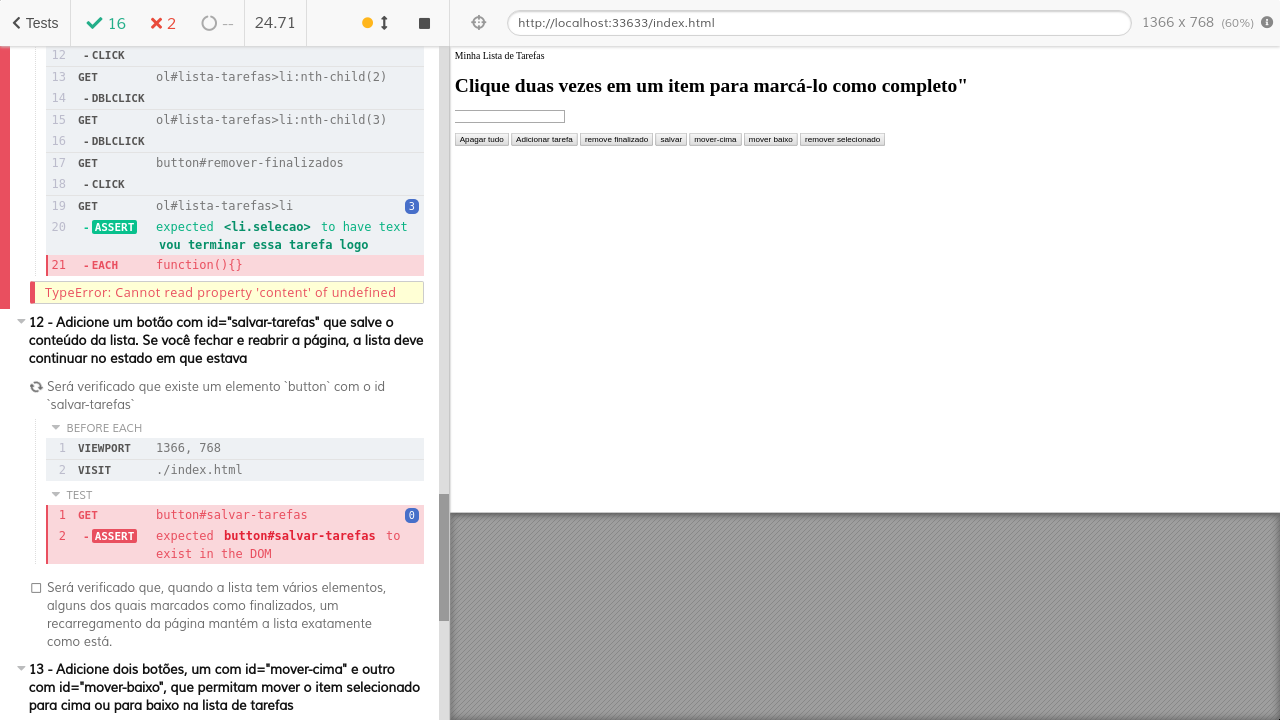 Tests 16 2 -- 24.71
12 -CLICK
13 GET ol#lista-tarefas>li:nth-child(2)
14 -DBLCLICK
15 GET ol#lista-tarefas>li:nth-child(3)
16 -DBLCLICK
17 GET button#remover-finalizados
18 -CLICK
19 GET ol#lista-tarefas>li 3
20 -ASSERT expected <li.selecao> to have text
vou terminar essa tarefa logo
21 -EACH function(){}
TypeError: Cannot read property 'content' of undefined
12 - Adicione um botão com id="salvar-tarefas" que salve o
conteúdo da lista. Se você fechar e reabrir a página, a lista deve
continuar no estado em que estava
Será verificado que existe um elemento `button` com o id
`salvar-tarefas`
BEFORE EACH
1 VIEWPORT 1366, 768
2 VISIT ./index.html
TEST
1 GET button#salvar-tarefas 0
2 -ASSERT expected button#salvar-tarefas to
exist in the DOM
Será verificado que, quando a lista tem vários elementos,
alguns dos quais marcados como finalizados, um
recarregamento da página mantém a lista exatamente
como está.
13 - Adicione dois botões, um com id="mover-cima" e outro
com id="mover-baixo", que permitam mover o item selecionado
para cima ou para baixo na lista de tarefas
http://localhost:33633/index.html 1366 x 768 (60%)
Minha Lista de Tarefas
Clique duas vezes em um item para marcá-lo como completo"
Apagar tudo Adicionar tarefa remove finalizado salvar mover-cima mover baixo remover selecionado